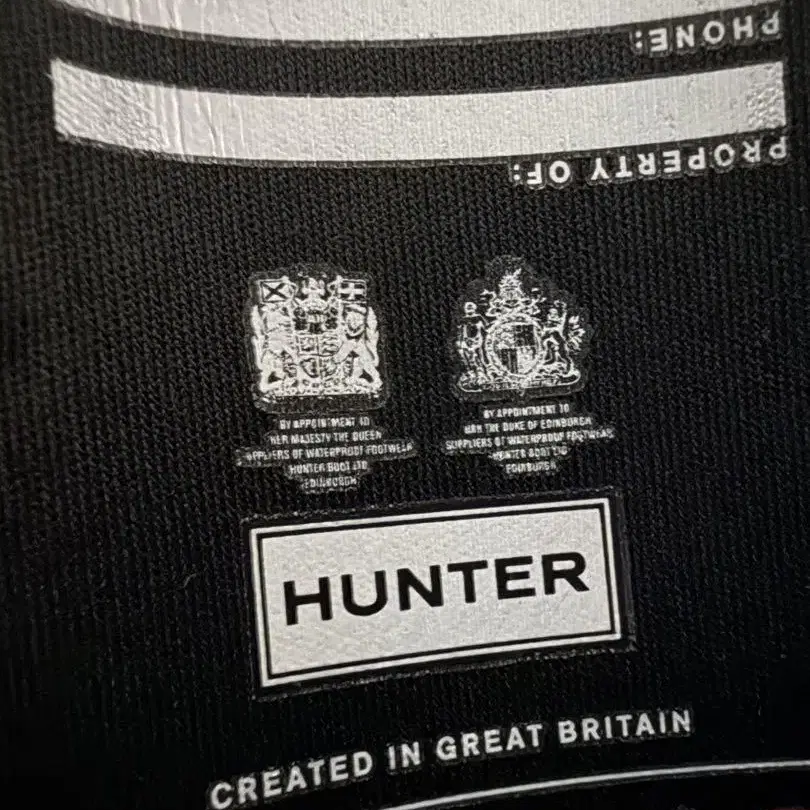 PHONE:
PROPERTY OF:
BY APPOINTMENT TO
HER MAJESTY THE QUEEN
SUPPLIERS OF WATERPROOF FOOTWEAR
HUNTER BOOT LTD
EDINBURGH
BY APPOINTMENT TO
HRH THE DUKE OF EDINBURGH
SUPPLIERS OF WATERPROOF FOOTWEAR
HUNTER BOOT LTD
EDINBURGH
HUNTER
CREATED IN GREAT BRITAIN